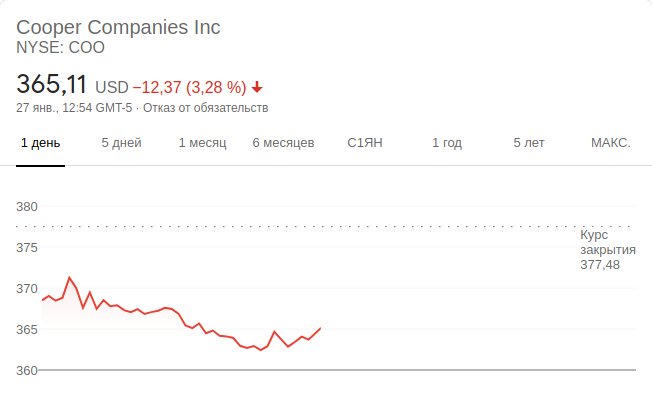 Cooper Companies Inc
NYSE: COO
365,11 USD −12,37 (3,28 %)
27 янв., 12:54 GMT-5 · Отказ от обязательств
1 день 5 дней 1 месяц 6 месяцев С1ЯН 1 год 5 лет МАКС.
380
Курс
закрытия
377,48
375
370
365
360